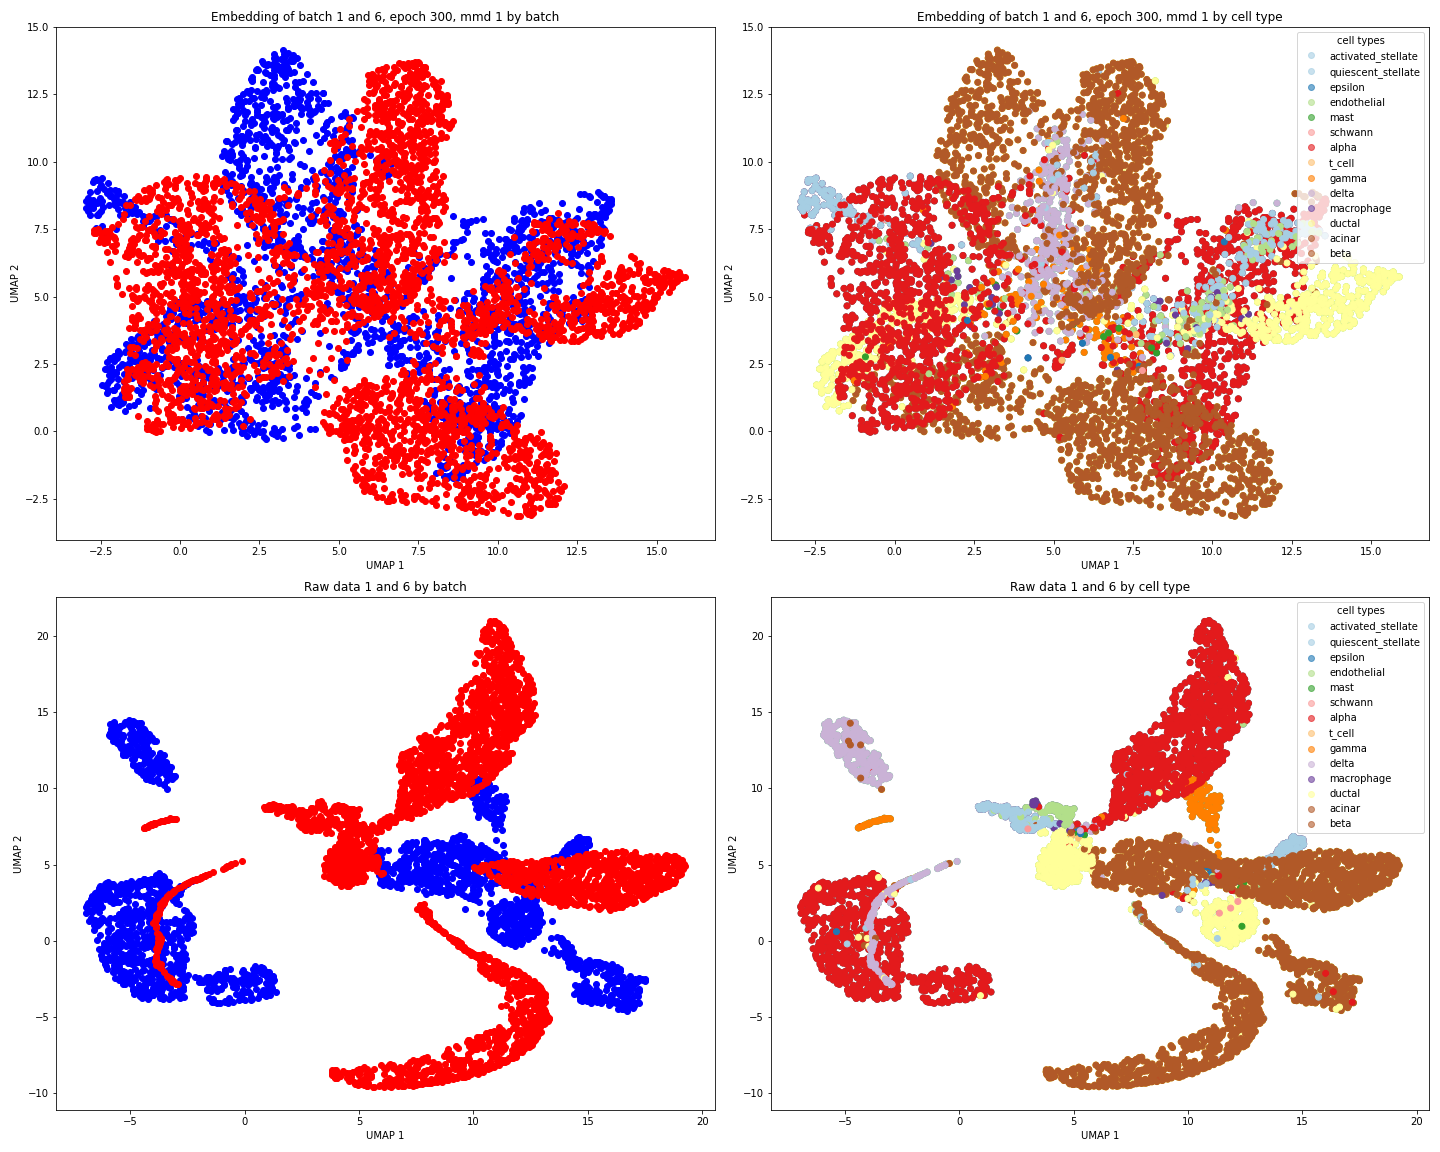 Embedding of batch 1 and 6, epoch 300, mmd 1 by batch
UMAP 2
15.0
12.5
10.0
7.5
5.0
2.5
0.0
−2.5
−2.5 0.0 2.5 5.0 7.5 10.0 12.5 15.0
UMAP 1
Embedding of batch 1 and 6, epoch 300, mmd 1 by cell type
UMAP 2
15.0
12.5
10.0
7.5
5.0
2.5
0.0
−2.5
−2.5 0.0 2.5 5.0 7.5 10.0 12.5 15.0
UMAP 1
cell types
activated_stellate
quiescent_stellate
epsilon
endothelial
mast
schwann
alpha
t_cell
gamma
delta
macrophage
ductal
acinar
beta
Raw data 1 and 6 by batch
UMAP 2
20
15
10
5
0
−5
−10
−5 0 5 10 15 20
UMAP 1
Raw data 1 and 6 by cell type
UMAP 2
20
15
10
5
0
−5
−10
−5 0 5 10 15 20
UMAP 1
cell types
activated_stellate
quiescent_stellate
epsilon
endothelial
mast
schwann
alpha
t_cell
gamma
delta
macrophage
ductal
acinar
beta